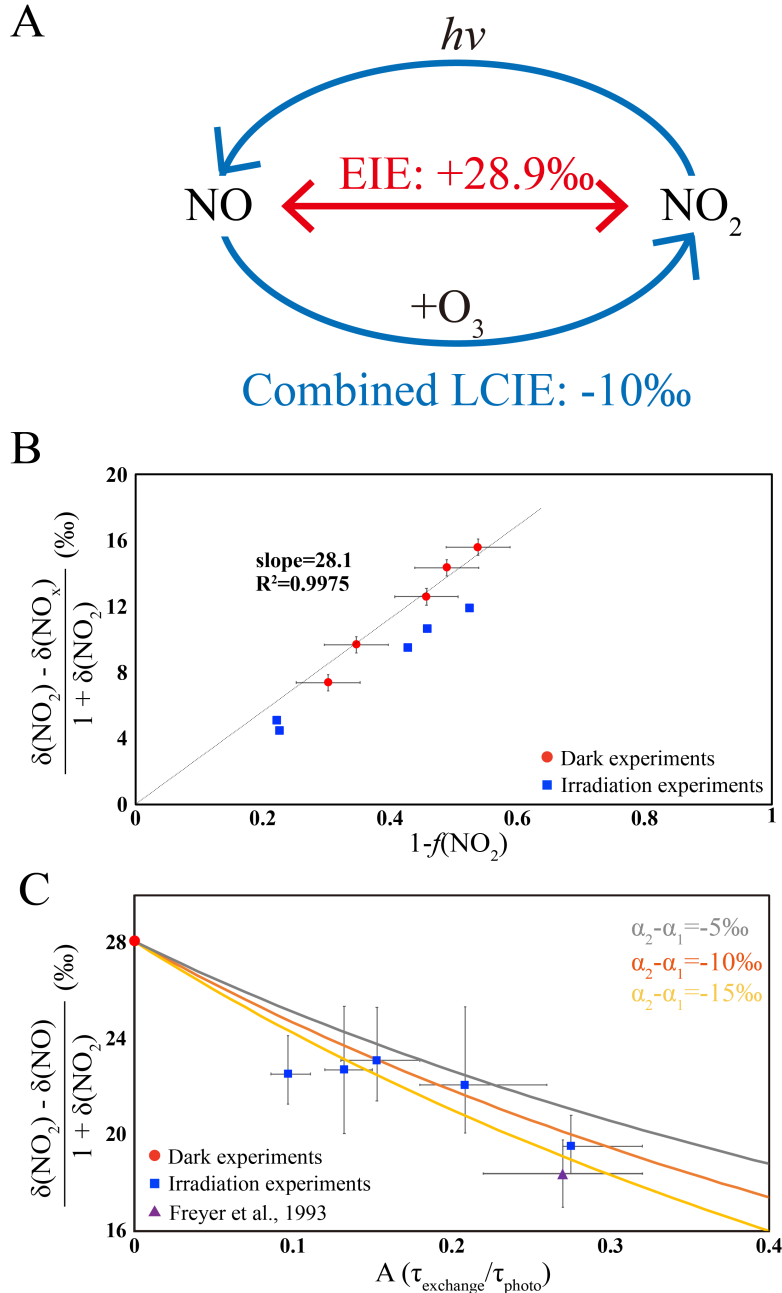 A
hν
EIE: +28.9‰
NO
NO₂
+O₃
Combined LCIE: -10‰
B
20
16
12
8
4
0
δ(NO₂) - δ(NOₓ)
1 + δ(NO₂)
(‰)
slope=28.1
R²=0.9975
Dark experiments
Irradiation experiments
0 0.2 0.4 0.6 0.8 1
1-f(NO₂)
C
28
24
20
16
δ(NO₂) - δ(NO)
1 + δ(NO₂)
(‰)
α₂-α₁=-5‰
α₂-α₁=-10‰
α₂-α₁=-15‰
Dark experiments
Irradiation experiments
Freyer et al., 1993
0 0.1 0.2 0.3 0.4
A (τexchange/τphoto)